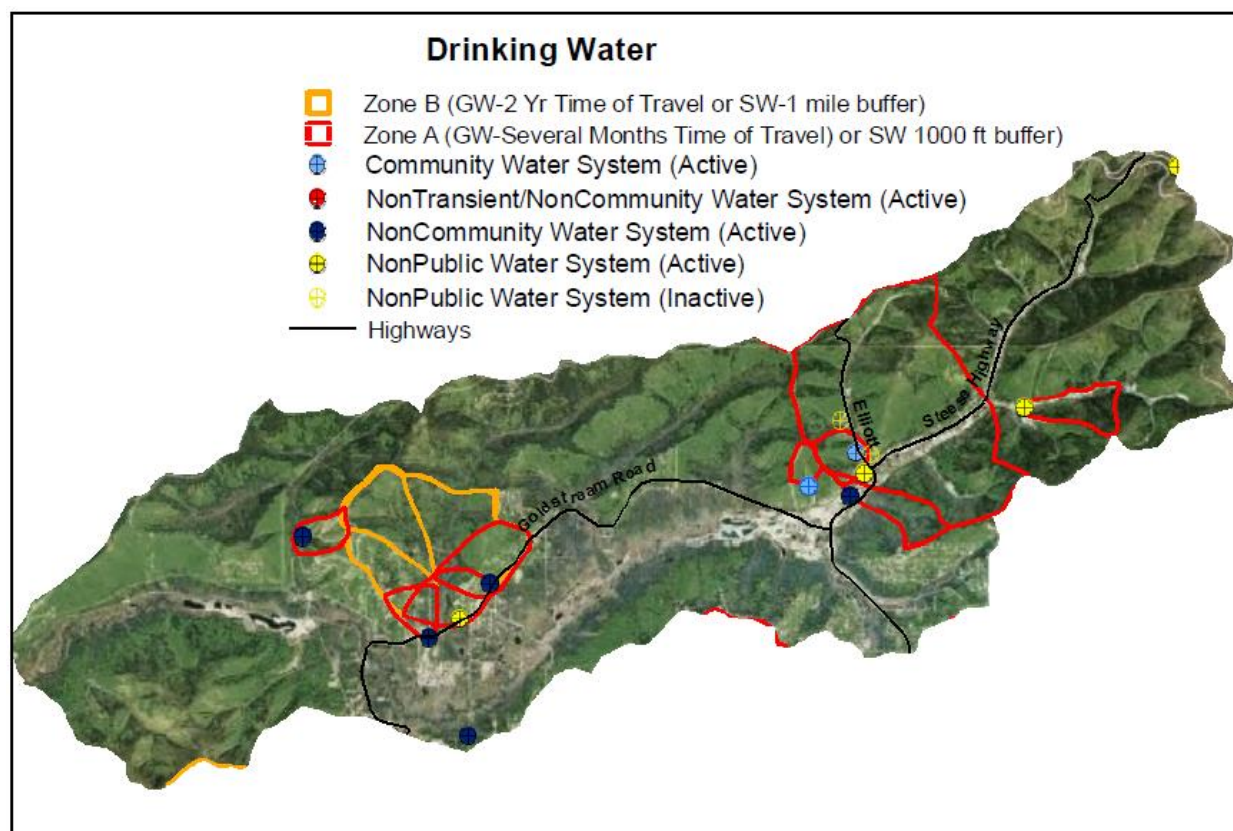 Drinking Water
Zone B (GW-2 Yr Time of Travel or SW-1 mile buffer)
Zone A (GW-Several Months Time of Travel) or SW 1000 ft buffer)
Community Water System (Active)
NonTransient/NonCommunity Water System (Active)
NonCommunity Water System (Active)
NonPublic Water System (Active)
NonPublic Water System (Inactive)
Highways
Steese Highway
Elliott
Goldstream Road